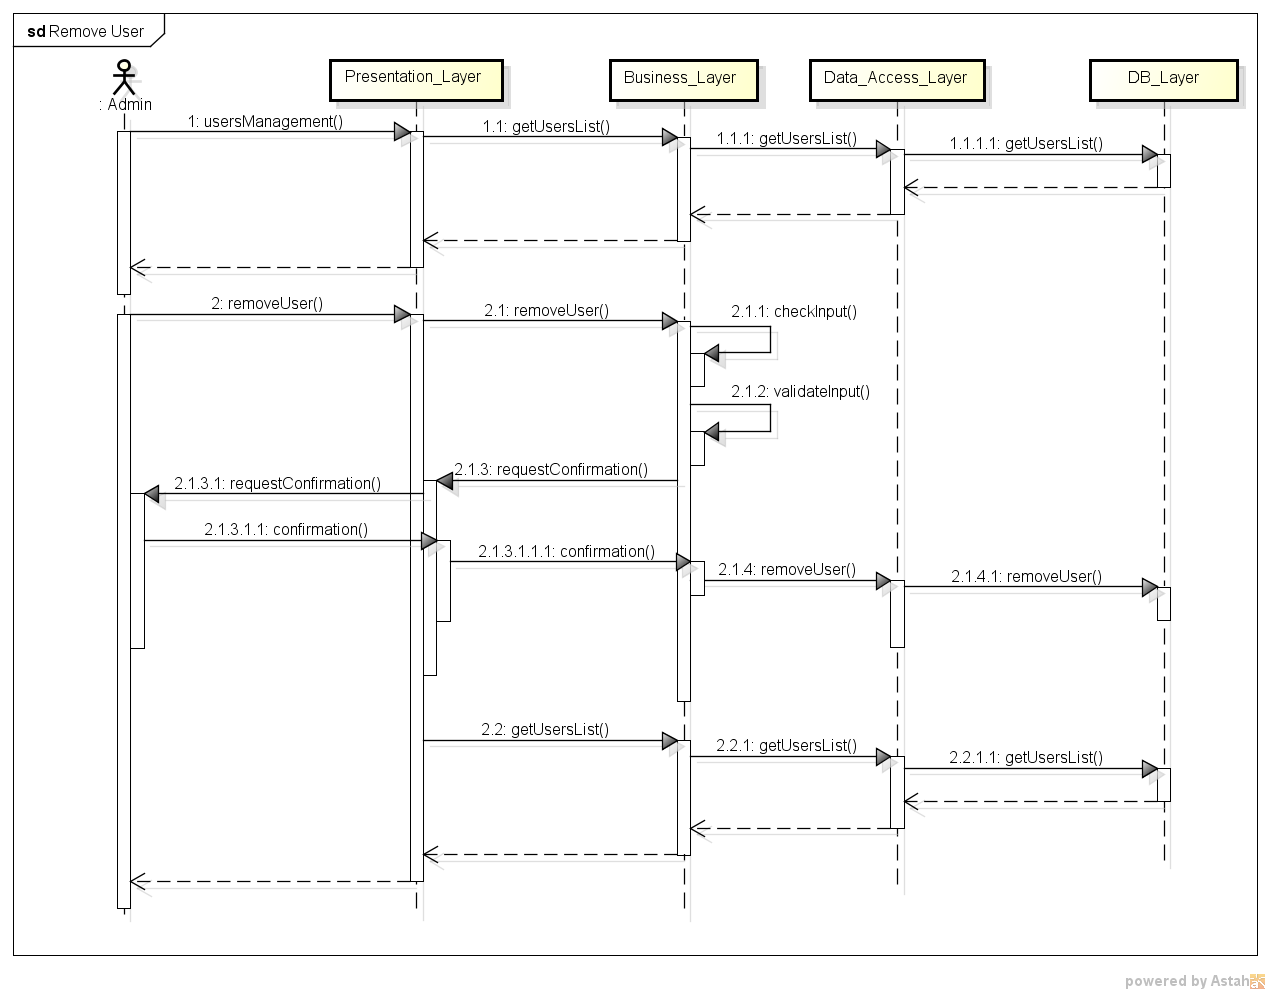 sd Remove User
: Admin
Presentation_Layer
Business_Layer
Data_Access_Layer
DB_Layer
1: usersManagement()
1.1: getUsersList()
1.1.1: getUsersList()
1.1.1.1: getUsersList()
2: removeUser()
2.1: removeUser()
2.1.1: checkInput()
2.1.2: validateInput()
2.1.3: requestConfirmation()
2.1.3.1: requestConfirmation()
2.1.3.1.1: confirmation()
2.1.3.1.1.1: confirmation()
2.1.4: removeUser()
2.1.4.1: removeUser()
2.2: getUsersList()
2.2.1: getUsersList()
2.2.1.1: getUsersList()
powered by Astah